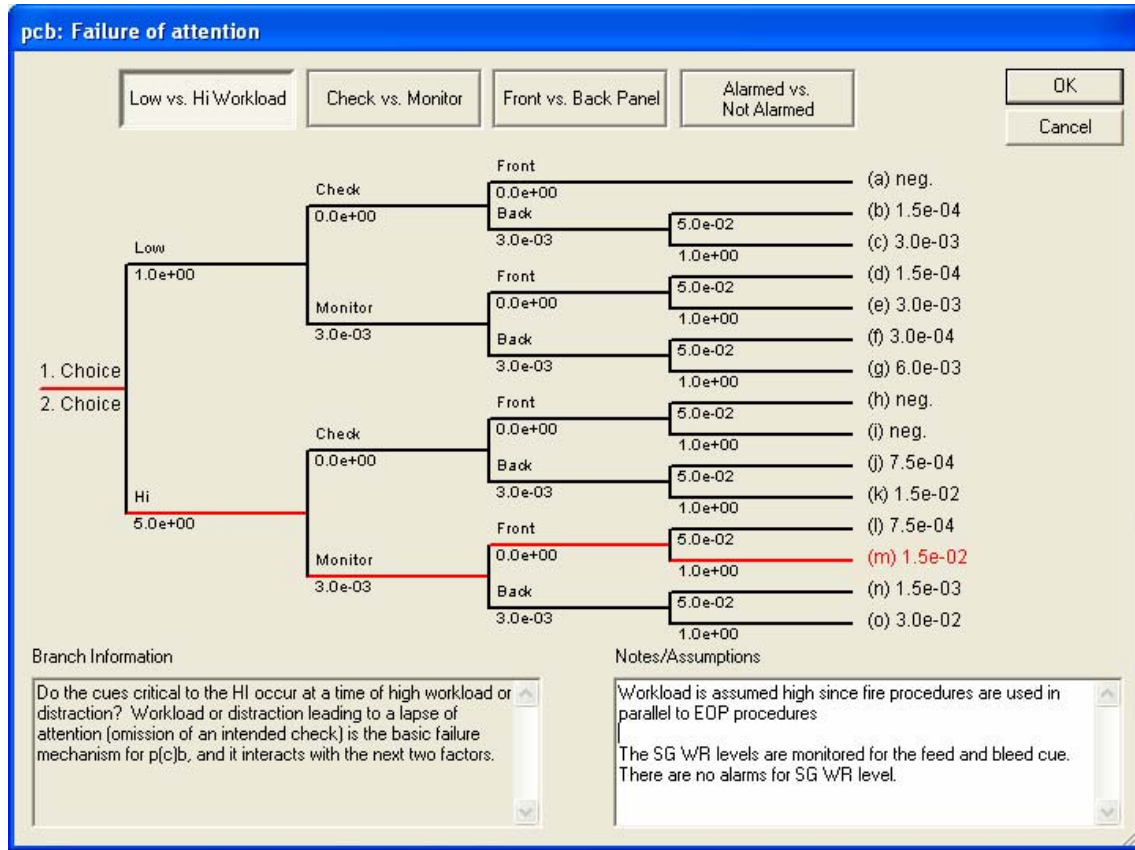 pcb: Failure of attention
Low vs. Hi Workload
Check vs. Monitor
Front vs. Back Panel
Alarmed vs.
Not Alarmed
OK
Cancel
1. Choice
2. Choice
Low
1.0e+00
Hi
5.0e+00
Check
0.0e+00
Monitor
3.0e-03
Check
0.0e+00
Monitor
3.0e-03
Front
0.0e+00
Back
3.0e-03
Front
0.0e+00
Back
3.0e-03
Front
0.0e+00
Back
3.0e-03
Front
0.0e+00
Back
3.0e-03
5.0e-02
1.0e+00
5.0e-02
1.0e+00
5.0e-02
1.0e+00
5.0e-02
1.0e+00
5.0e-02
1.0e+00
5.0e-02
1.0e+00
5.0e-02
1.0e+00
(a) neg.
(b) 1.5e-04
(c) 3.0e-03
(d) 1.5e-04
(e) 3.0e-03
(f) 3.0e-04
(g) 6.0e-03
(h) neg.
(i) neg.
(j) 7.5e-04
(k) 1.5e-02
(l) 7.5e-04
(m) 1.5e-02
(n) 1.5e-03
(o) 3.0e-02
Branch Information
Do the cues critical to the HI occur at a time of high workload or
distraction? Workload or distraction leading to a lapse of
attention (omission of an intended check) is the basic failure
mechanism for p(c)b, and it interacts with the next two factors.
Notes/Assumptions
Workload is assumed high since fire procedures are used in
parallel to EOP procedures
The SG WR levels are monitored for the feed and bleed cue.
There are no alarms for SG WR level.